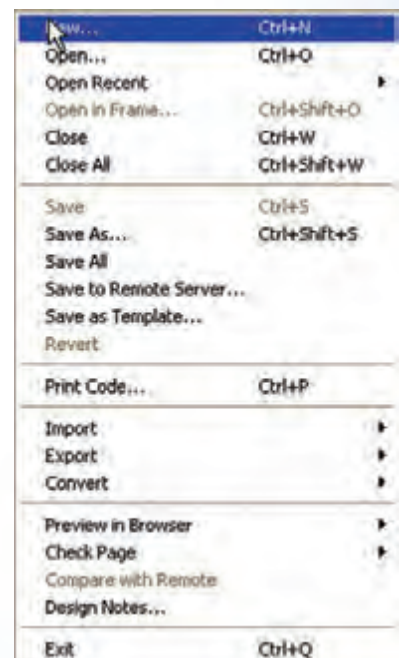 New... Ctrl+N
Open... Ctrl+O
Open Recent
Open in Frame... Ctrl+Shift+O
Close Ctrl+W
Close All Ctrl+Shift+W
Save Ctrl+S
Save As... Ctrl+Shift+S
Save All
Save to Remote Server...
Save as Template...
Revert
Print Code... Ctrl+P
Import
Export
Convert
Preview in Browser
Check Page
Compare with Remote
Design Notes...
Exit Ctrl+Q